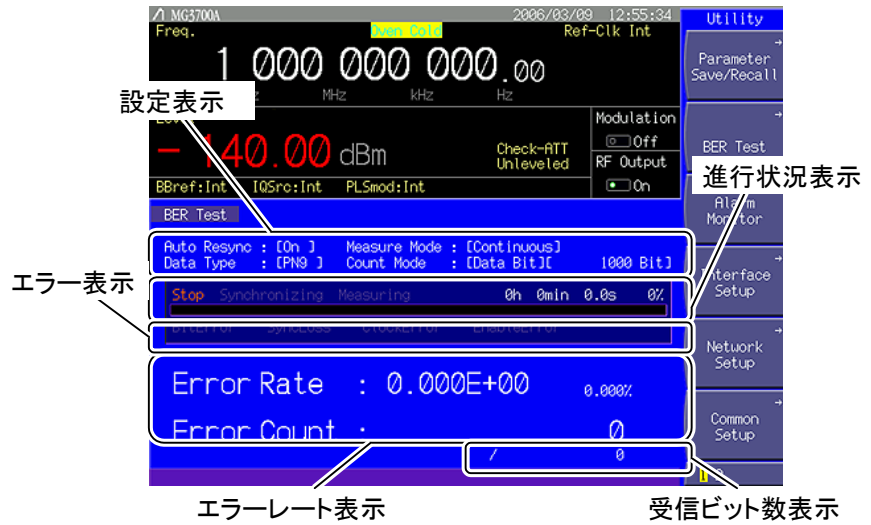 MG3700A 2006/03/09 12:55:34
Freq. Oven Cold Ref-Clk Int
1 000 000 000.00
MHz kHz Hz
設定表示
- 140.00 dBm
Check-ATT
Unleveled
Modulation
Off
RF Output
On
BBref:Int IQSrc:Int PLSmod:Int
BER Test
Auto Resync : [On ] Measure Mode : [Continuous]
Data Type : [PN9 ] Count Mode : [Data Bit][ 1000 Bit]
Stop Synchronizing Measuring 0h 0min 0.0s 0%
BitError SyncLoss ClockError EnableError
Error Rate : 0.000E+00 0.000%
Error Count : 0
/ 0
Utility
Parameter
Save/Recall
BER Test
進行状況表示
Alarm
Monitor
Interface
Setup
Network
Setup
Common
Setup
1
エラー表示
エラーレート表示
受信ビット数表示